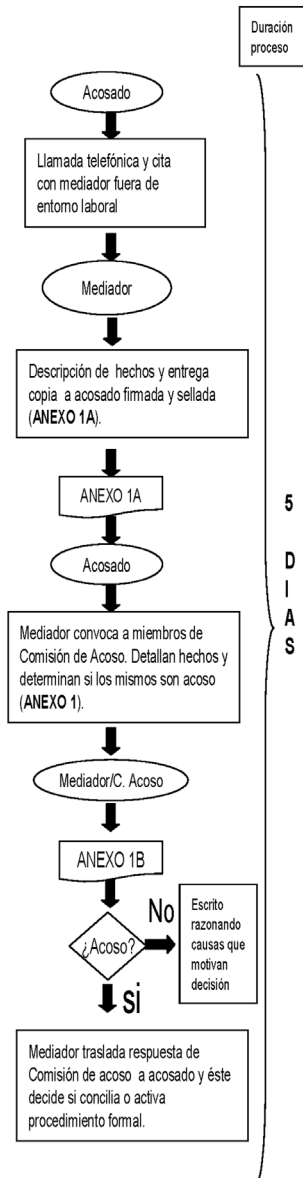 Duración
proceso
Acosado
Llamada telefónica y cita
con mediador fuera de
entorno laboral
Mediador
Descripción de hechos y entrega
copia a acosado firmada y sellada
(ANEXO 1A).
ANEXO 1A
Acosado
5
D
I
A
S
Mediador convoca a miembros de
Comisión de Acoso. Detallan hechos y
determinan si los mismos son acoso
(ANEXO 1).
Mediador/C. Acoso
ANEXO 1B
¿Acoso?
No
Escrito
razonando
causas que
motivan
decisión
si
Mediador traslada respuesta de
Comisión de acoso a acosado y éste
decide si concilia o activa
procedimiento formal.